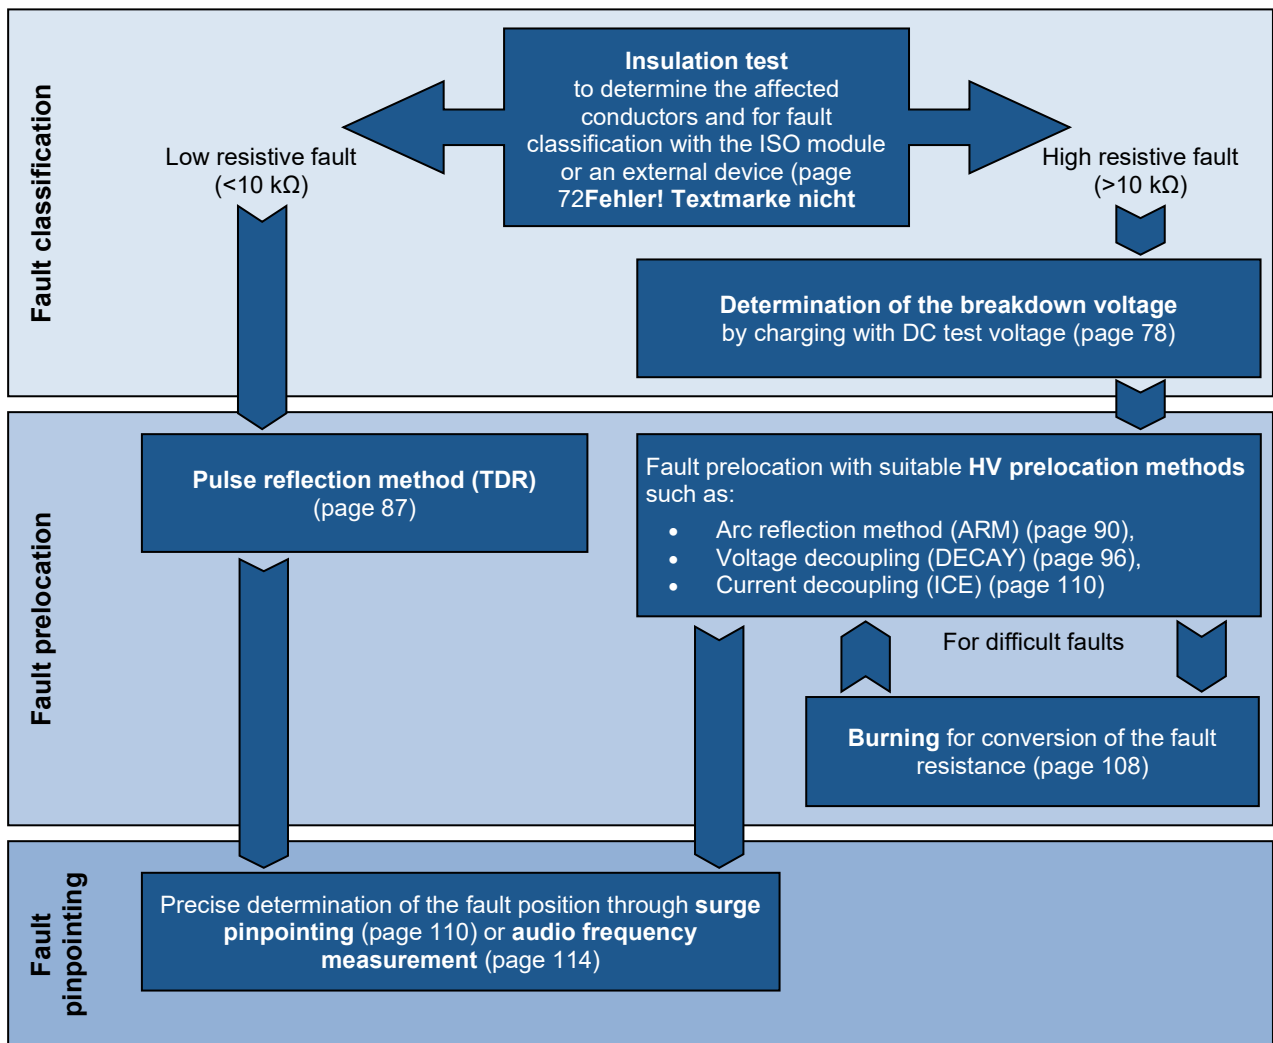 Fault classification
Insulation test
to determine the affected
conductors and for fault
classification with the ISO module
or an external device (page
72Fehler! Textmarke nicht
Low resistive fault
(<10 kΩ)
High resistive fault
(>10 kΩ)
Determination of the breakdown voltage
by charging with DC test voltage (page 78)
Fault prelocation
Pulse reflection method (TDR)
(page 87)
Fault prelocation with suitable HV prelocation methods
such as:
• Arc reflection method (ARM) (page 90),
• Voltage decoupling (DECAY) (page 96),
• Current decoupling (ICE) (page 110)
For difficult faults
Burning for conversion of the fault
resistance (page 108)
Fault
pinpointing
Precise determination of the fault position through surge
pinpointing (page 110) or audio frequency
measurement (page 114)